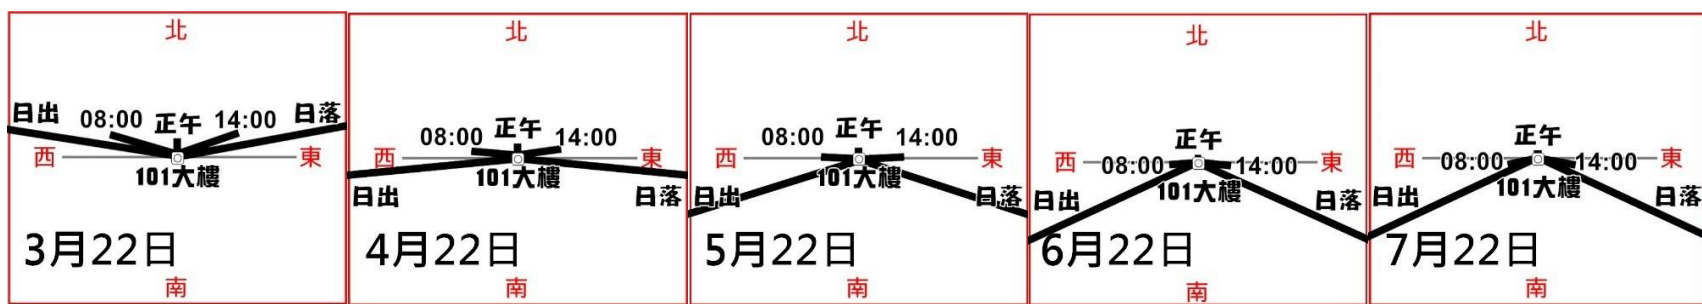 北
日出
08:00
正午
14:00
日落
西
東
101大樓
3月22日
南
北
08:00
正午
14:00
西
東
101大樓
日出
日落
4月22日
南
北
08:00
正午
14:00
西
東
101大樓
日出
日落
5月22日
南
北
正午
西
08:00
14:00
東
101大樓
日出
日落
6月22日
南
北
正午
西
08:00
14:00
東
101大樓
日出
日落
7月22日
南